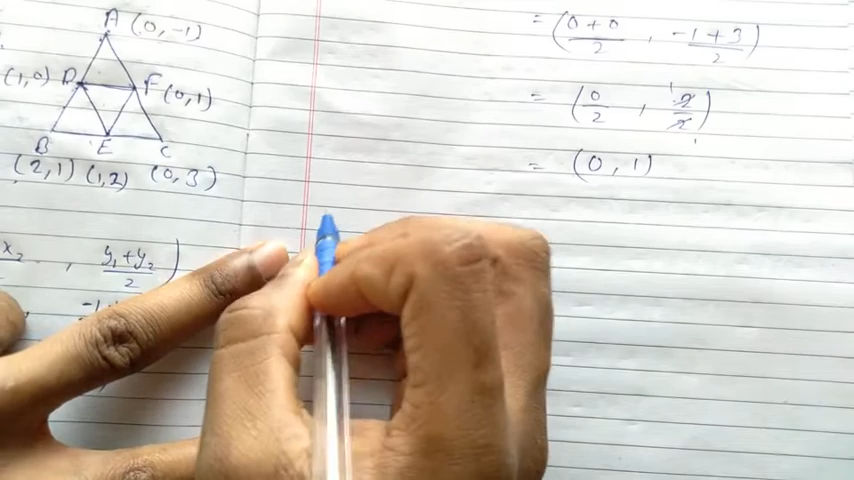 A (0, -1)
(1, 0) D F (0, 1)
B E C
(2, 1) (1, 2) (0, 3)
x₂ , y₁+y₂
2 )
= (0+0/2 , -1+3/2)
= (0/2 , 2/2)
= (0, 1)